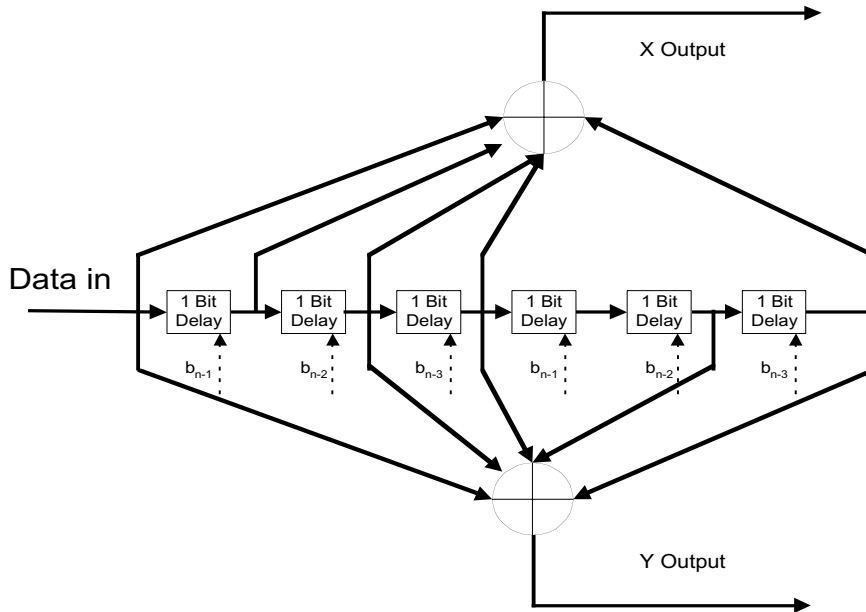 X Output
Data in
1 Bit
Delay
1 Bit
Delay
1 Bit
Delay
1 Bit
Delay
1 Bit
Delay
1 Bit
Delay
bn-1
bn-2
bn-3
bn-1
bn-2
bn-3
Y Output